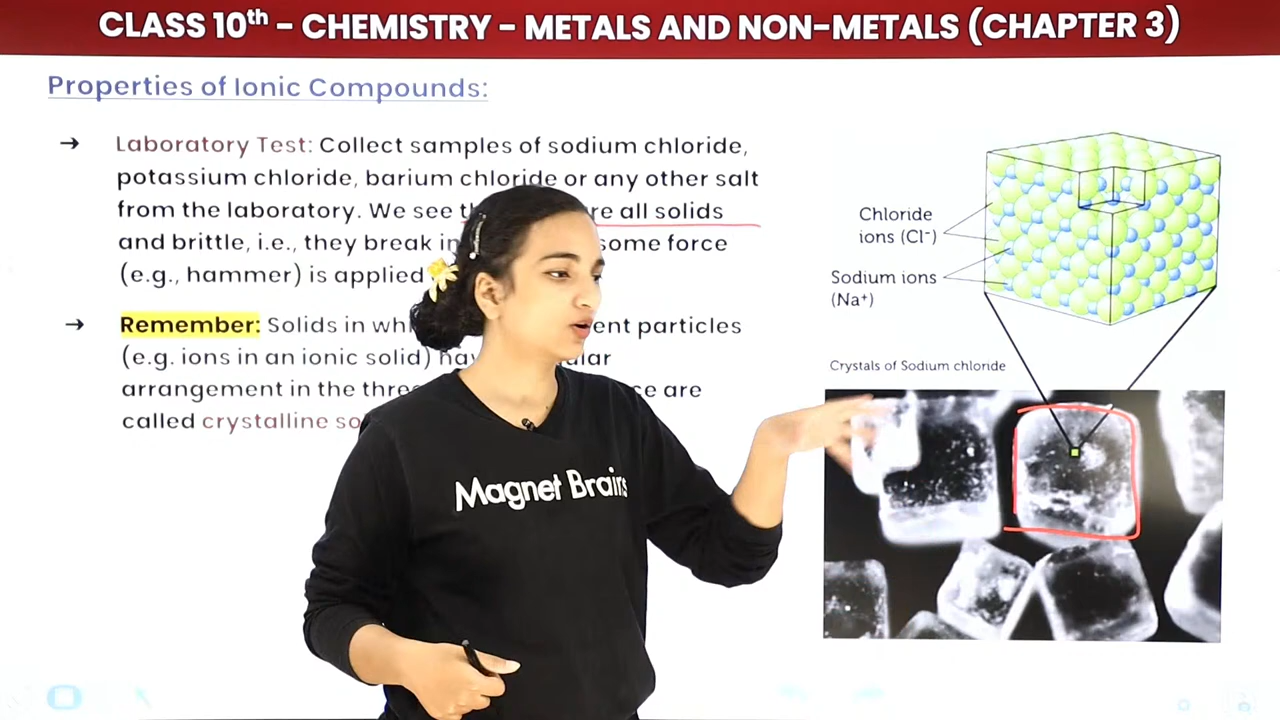 CLASS 10th – CHEMISTRY – METALS AND NON-METALS (CHAPTER 3)
Properties of Ionic Compounds:
→ Laboratory Test: Collect samples of sodium chloride,
potassium chloride, barium chloride or any other salt
from the laboratory. We see re all solids
and brittle, i.e., they break in some force
(e.g., hammer) is applied
→ Remember: Solids in whi ent particles
(e.g. ions in an ionic solid) hav ular
arrangement in the three ce are
called crystalline so
Chloride
ions (Cl⁻)
Sodium ions
(Na⁺)
Crystals of Sodium chloride
Magnet Brains